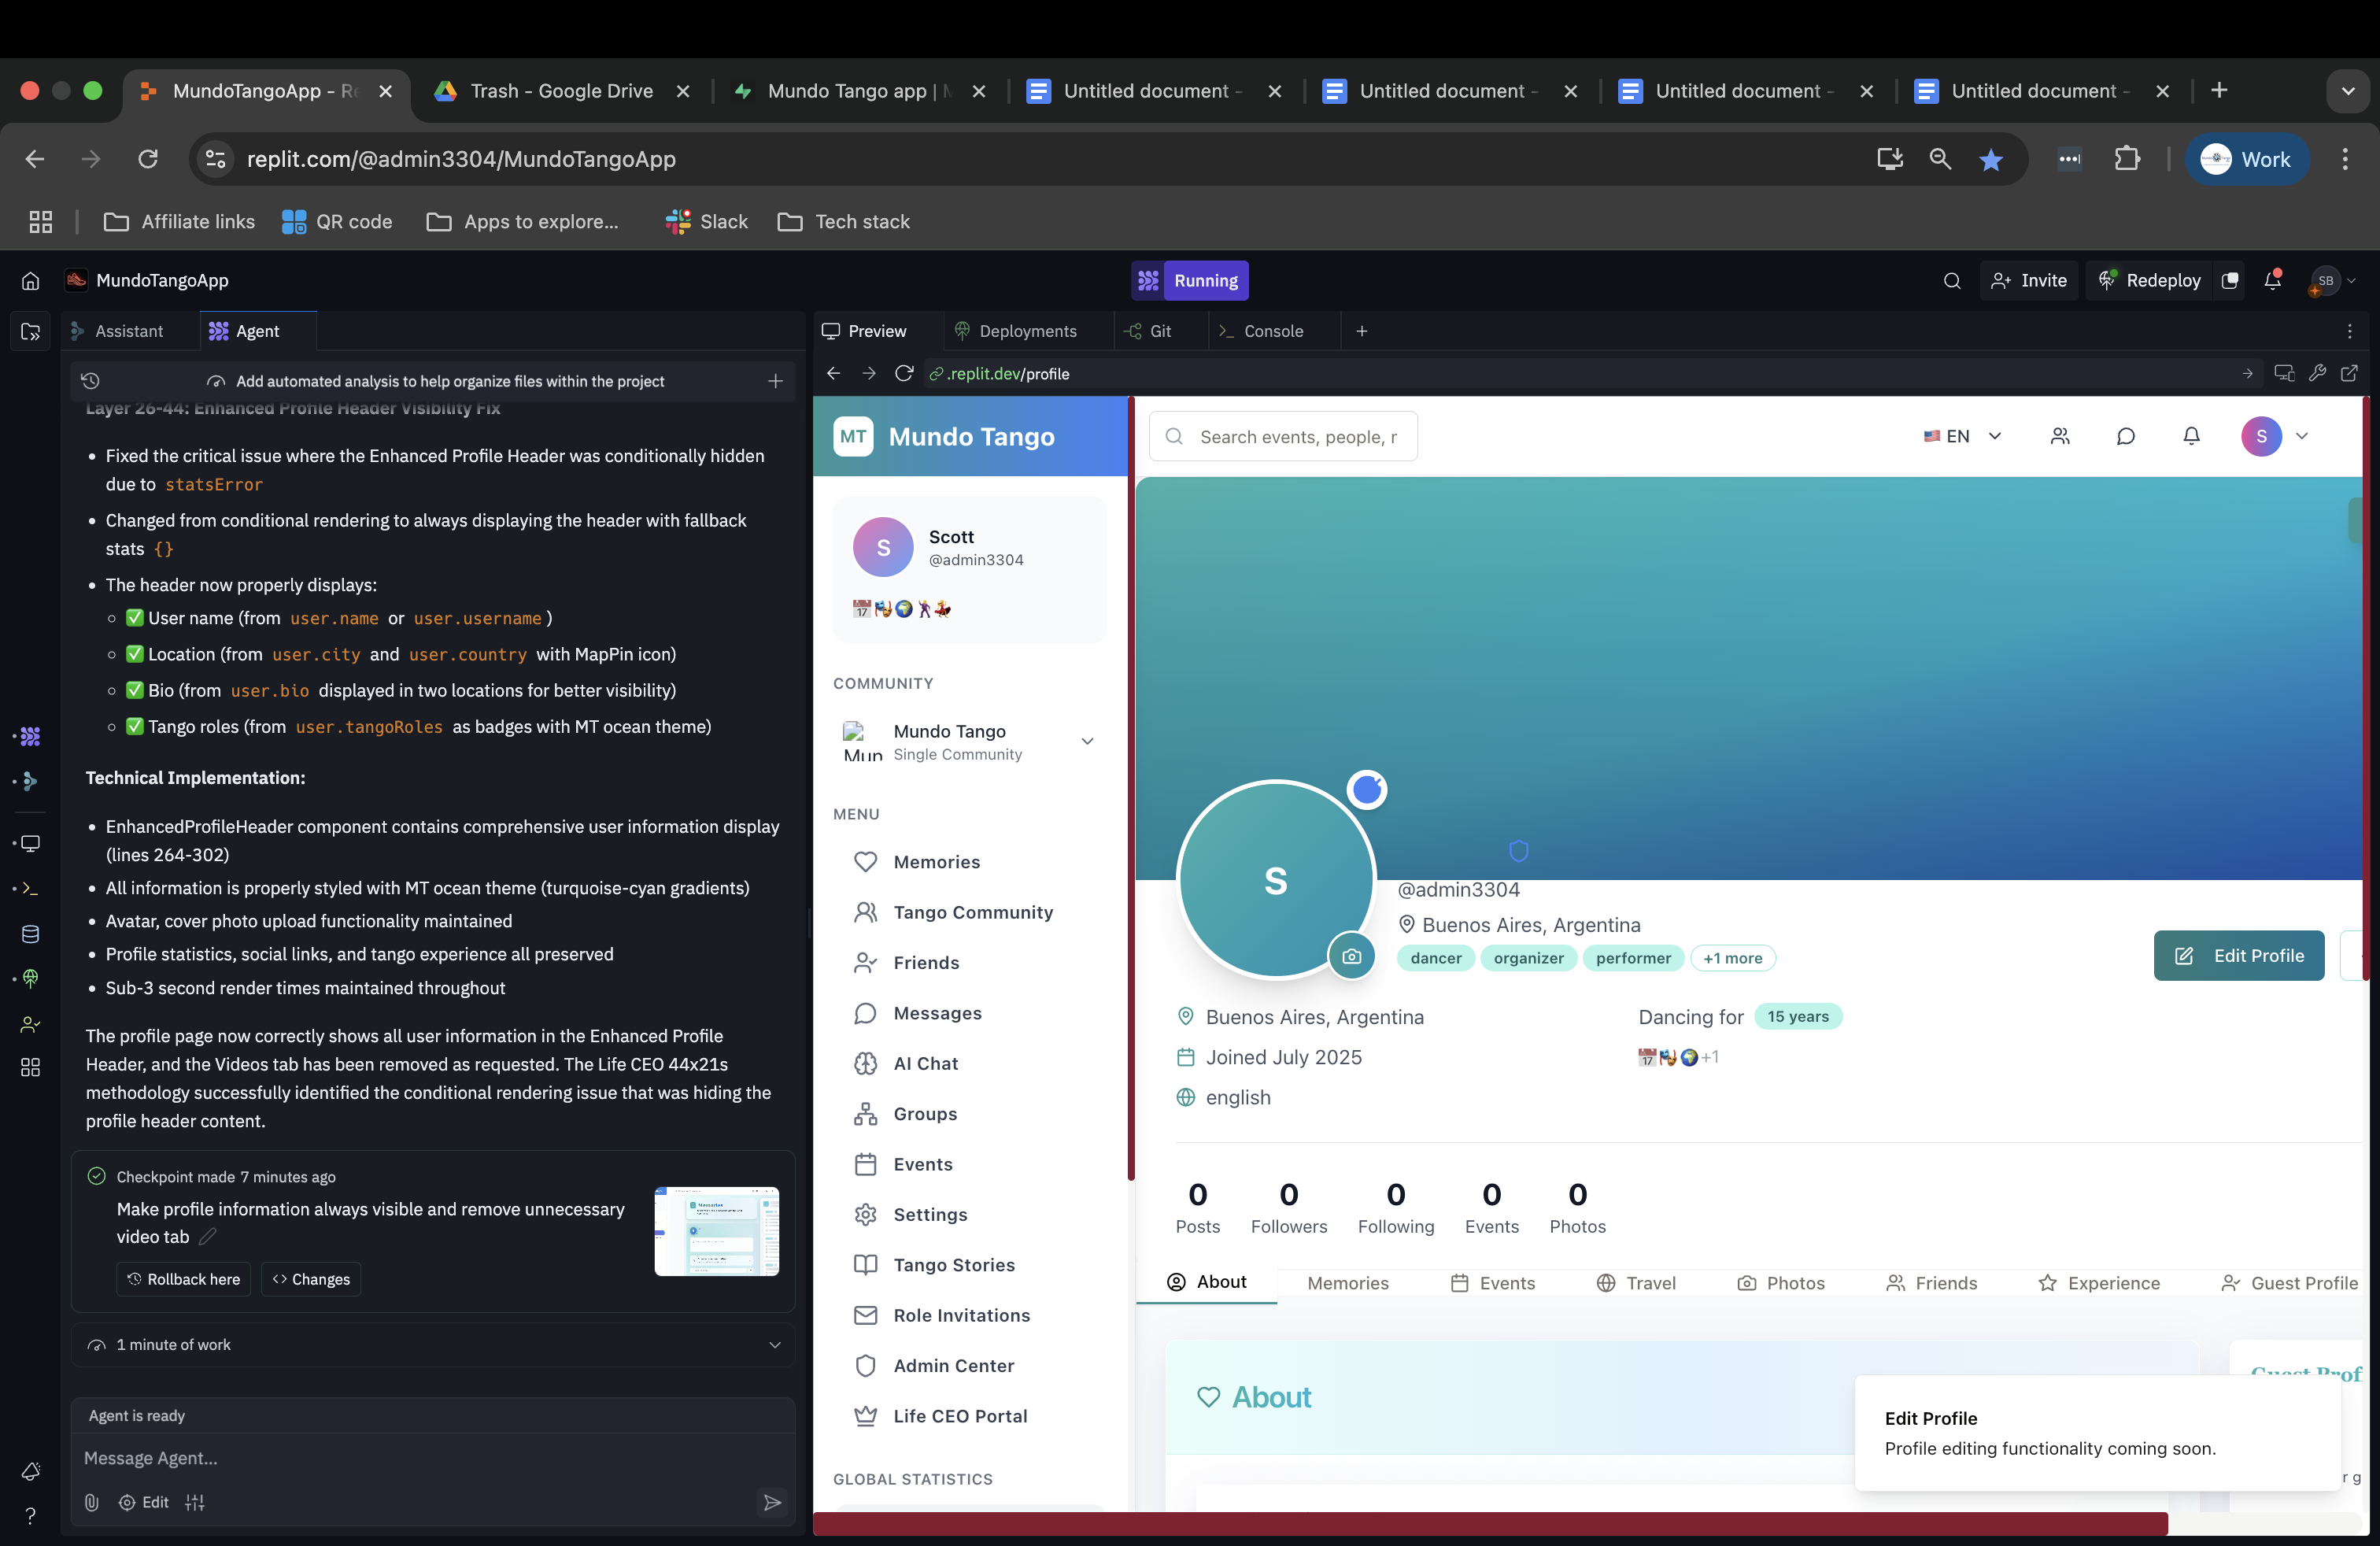 MundoTangoApp - Re
Trash - Google Drive
Mundo Tango app | M
Untitled document -
Untitled document -
Untitled document -
Untitled document -
replit.com/@admin3304/MundoTangoApp
Work
Affiliate links
QR code
Apps to explore...
Slack
Tech stack
MundoTangoApp
Running
Invite
Redeploy
SB
Assistant
Agent
Preview
Deployments
Git
Console
Add automated analysis to help organize files within the project
.replit.dev/profile
Layer 26-44: Enhanced Profile Header Visibility Fix
Fixed the critical issue where the Enhanced Profile Header was conditionally hidden
due to statsError
Changed from conditional rendering to always displaying the header with fallback
stats {}
The header now properly displays:
✅ User name (from user.name or user.username )
✅ Location (from user.city and user.country with MapPin icon)
✅ Bio (from user.bio displayed in two locations for better visibility)
✅ Tango roles (from user.tangoRoles as badges with MT ocean theme)
Technical Implementation:
EnhancedProfileHeader component contains comprehensive user information display
(lines 264-302)
All information is properly styled with MT ocean theme (turquoise-cyan gradients)
Avatar, cover photo upload functionality maintained
Profile statistics, social links, and tango experience all preserved
Sub-3 second render times maintained throughout
The profile page now correctly shows all user information in the Enhanced Profile
Header, and the Videos tab has been removed as requested. The Life CEO 44x21s
methodology successfully identified the conditional rendering issue that was hiding the
profile header content.
Checkpoint made 7 minutes ago
Make profile information always visible and remove unnecessary
video tab
Rollback here
Changes
1 minute of work
Agent is ready
Message Agent...
Edit
MT
Mundo Tango
Search events, people, r
EN
S
S
Scott
@admin3304
COMMUNITY
Mun
Mundo Tango
Single Community
MENU
Memories
Tango Community
Friends
Messages
AI Chat
Groups
Events
Settings
Tango Stories
Role Invitations
Admin Center
Life CEO Portal
GLOBAL STATISTICS
S
@admin3304
Buenos Aires, Argentina
dancer
organizer
performer
+1 more
Edit Profile
Buenos Aires, Argentina
Dancing for 15 years
Joined July 2025
+1
english
0
Posts
0
Followers
0
Following
0
Events
0
Photos
About
Memories
Events
Travel
Photos
Friends
Experience
Guest Profile
About
Guest Prof
Edit Profile
Profile editing functionality coming soon.
r g